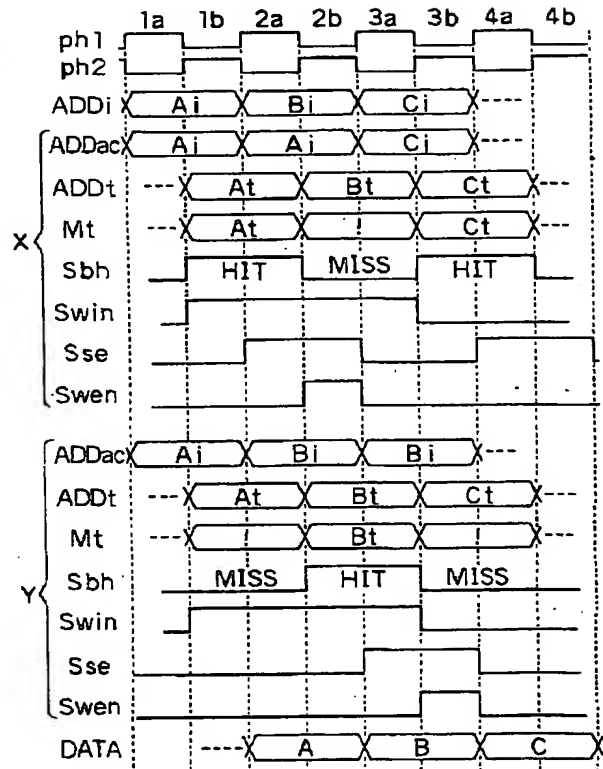 1a 1b 2a 2b 3a 3b 4a 4b
ph1
ph2
ADDi Ai Bi Ci
X
ADDac Ai Ai Ci
ADDt At Bt Ct
Mt At Ct
Sbh HIT MISS HIT
Swin
Sse
Swen
Y
ADDac Ai Bi Bi
ADDt At Bt Ct
Mt Bt
Sbh MISS HIT MISS
Swin
Sse
Swen
DATA A B C